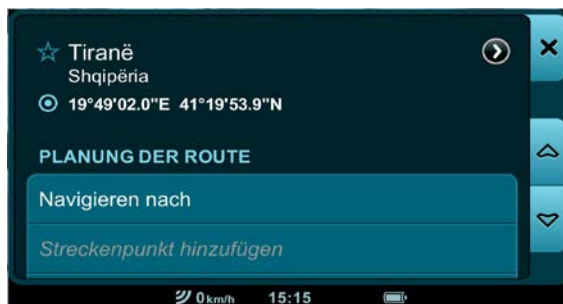 Tiranë
Shqipëria
19°49'02.0"E 41°19'53.9"N
PLANUNG DER ROUTE
Navigieren nach
Streckenpunkt hinzufügen
0 km/h 15:15